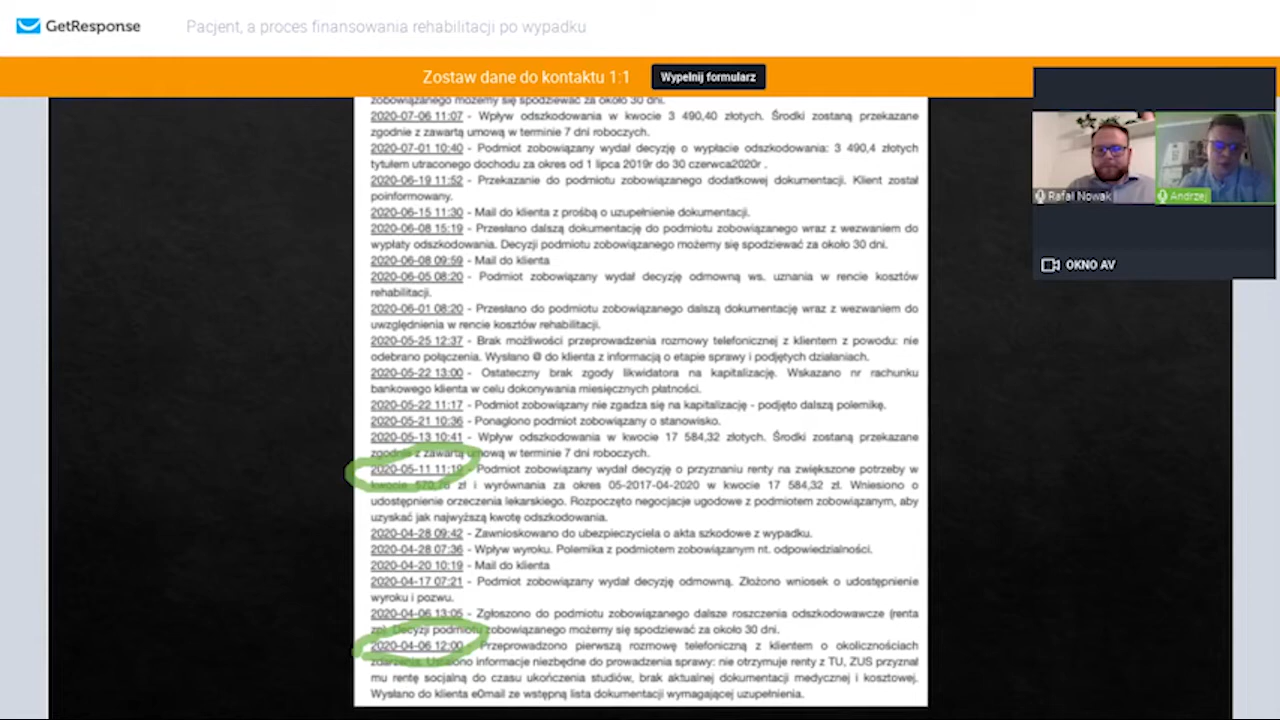 GetResponse
Pacjent, a proces finansowania rehabilitacji po wypadku
Zostaw dane do kontaktu 1:1
Wypełnij formularz
zobowiązanego możemy się spodziewać za około 30 dni.
2020-07-06 11:07 - Wpływ odszkodowania w kwocie 3 490,40 złotych. Środki zostaną przekazane
zgodnie z zawartą umową w terminie 7 dni roboczych.
2020-07-01 10:40 - Podmiot zobowiązany wydał decyzję o wypłacie odszkodowania: 3 490,4 złotych
tytułem utraconego dochodu za okres od 1 lipca 2019r do 30 czerwca2020r .
2020-06-19 11:52 - Przekazanie do podmiotu zobowiązanego dodatkowej dokumentacji. Klient został
poinformowany.
2020-06-15 11:30 - Mail do klienta z prośbą o uzupełnienie dokumentacji.
2020-06-08 15:19 - Przesłano dalszą dokumentację do podmiotu zobowiązanego wraz z wezwaniem do
wypłaty odszkodowania. Decyzji podmiotu zobowiązanego możemy się spodziewać za około 30 dni.
2020-06-08 09:59 - Mail do klienta
2020-06-05 08:20 - Podmiot zobowiązany wydał decyzję odmowną ws. uznania w rencie kosztów
rehabilitacji.
2020-06-01 08:20 - Przesłano do podmiotu zobowiązanego dalszą dokumentację wraz z wezwaniem do
uwzględnienia w rencie kosztów rehabilitacji.
2020-05-25 12:37 - Brak możliwości przeprowadzenia rozmowy telefonicznej z klientem z powodu: nie
odebrano połączenia. Wysłano @ do klienta z informacją o etapie sprawy i podjętych działaniach.
2020-05-22 13:00 - Ostateczny brak zgody likwidatora na kapitalizację. Wskazano nr rachunku
bankowego klienta w celu dokonywania miesięcznych płatności.
2020-05-22 11:17 - Podmiot zobowiązany nie zgadza się na kapitalizację - podjęto dalszą polemikę.
2020-05-21 10:36 - Ponaglono podmiot zobowiązany o stanowisko.
2020-05-13 10:41 - Wpływ odszkodowania w kwocie 17 584,32 złotych. Środki zostaną przekazane
zgodnie z zawartą umową w terminie 7 dni roboczych.
2020-05-11 11:19 - Podmiot zobowiązany wydał decyzję o przyznaniu renty na zwiększone potrzeby w
kwocie zł i wyrównania za okres 05-2017-04-2020 w kwocie 17 584,32 zł. Wniesiono o
udostępnienie orzeczenia lekarskiego. Rozpoczęto negocjacje ugodowe z podmiotem zobowiązanym, aby
uzyskać jak najwyższą kwotę odszkodowania.
2020-04-28 09:42 - Zawnioskowano do ubezpieczyciela o akta szkodowe z wypadku.
2020-04-28 07:36 - Wpływ wyroku. Polemika z podmiotem zobowiązanym nt. odpowiedzialności.
2020-04-20 10:19 - Mail do klienta
2020-04-17 07:21 - Podmiot zobowiązany wydał decyzję odmowną. Złożono wniosek o udostępnienie
wyroku i pozwu.
2020-04-06 13:05 - Zgłoszono do podmiotu zobowiązanego dalsze roszczenia odszkodowawcze (renta
zp). Decyzji podmiotu zobowiązanego możemy się spodziewać za około 30 dni.
2020-04-06 12:00 - Przeprowadzono pierwszą rozmowę telefoniczną z klientem o okolicznościach
zdarzenia. informacje niezbędne do prowadzenia sprawy: nie otrzymuje renty z TU, ZUS przyznał
mu rentę socjalną do czasu ukończenia studiów, brak aktualnej dokumentacji medycznej i kosztowej.
Wysłano do klienta e0mail ze wstępną lista dokumentacji wymagającej uzupełnienia.
Rafał Nowak
Andrzej
OKNO AV